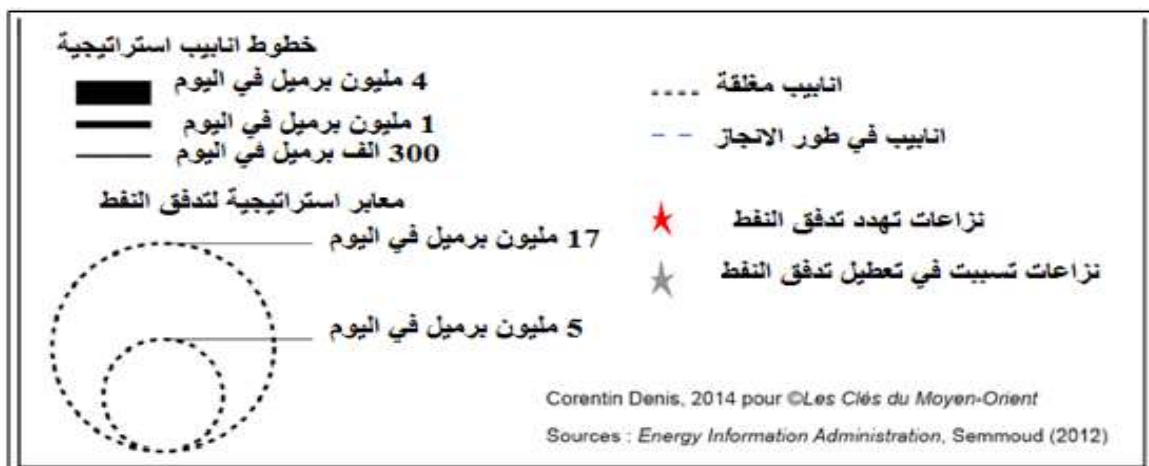 خطوط انابيب استراتيجية
4 مليون برميل في اليوم
1 مليون برميل في اليوم
300 الف برميل في اليوم
معابر استراتيجية لتدفق النفط
17 مليون برميل في اليوم
5 مليون برميل في اليوم
انابيب مغلقة
انابيب في طور الانجاز
نزاعات تهدد تدفق النفط
نزاعات تسببت في تعطيل تدفق النفط
Corentin Denis, 2014 pour ©Les Clés du Moyen-Orient
Sources : Energy Information Administration, Semmoud (2012)